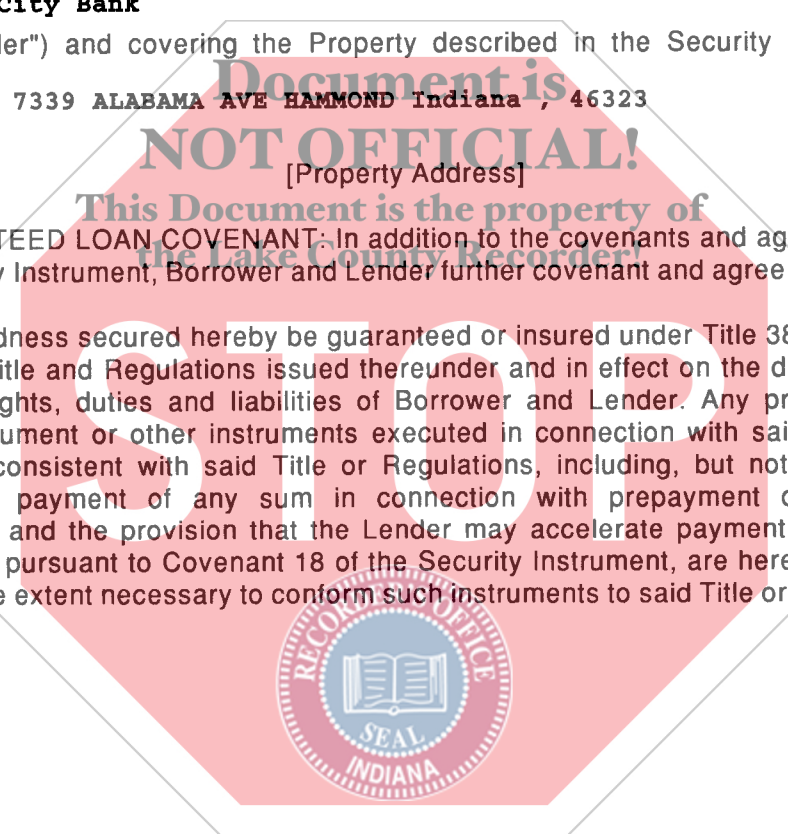 City Bank
der") and covering the Property described in the Security
Document is
7339 ALABAMA AVE HAMMOND Indiana , 46323
NOT OFFICIAL!
[Property Address]
This Document is the property of
TEED LOAN COVENANT: In addition to the covenants and ag
the Lake County Recorder!
y Instrument, Borrower and Lender further covenant and agree
dness secured hereby be guaranteed or insured under Title 38
itle and Regulations issued thereunder and in effect on the d
ghts, duties and liabilities of Borrower and Lender. Any pr
ument or other instruments executed in connection with sai
consistent with said Title or Regulations, including, but not
payment of any sum in connection with prepayment o
and the provision that the Lender may accelerate payment
pursuant to Covenant 18 of the Security Instrument, are here
e extent necessary to conform such instruments to said Title or
STOP
RECORDER'S OFFICE
SEAL
INDIANA